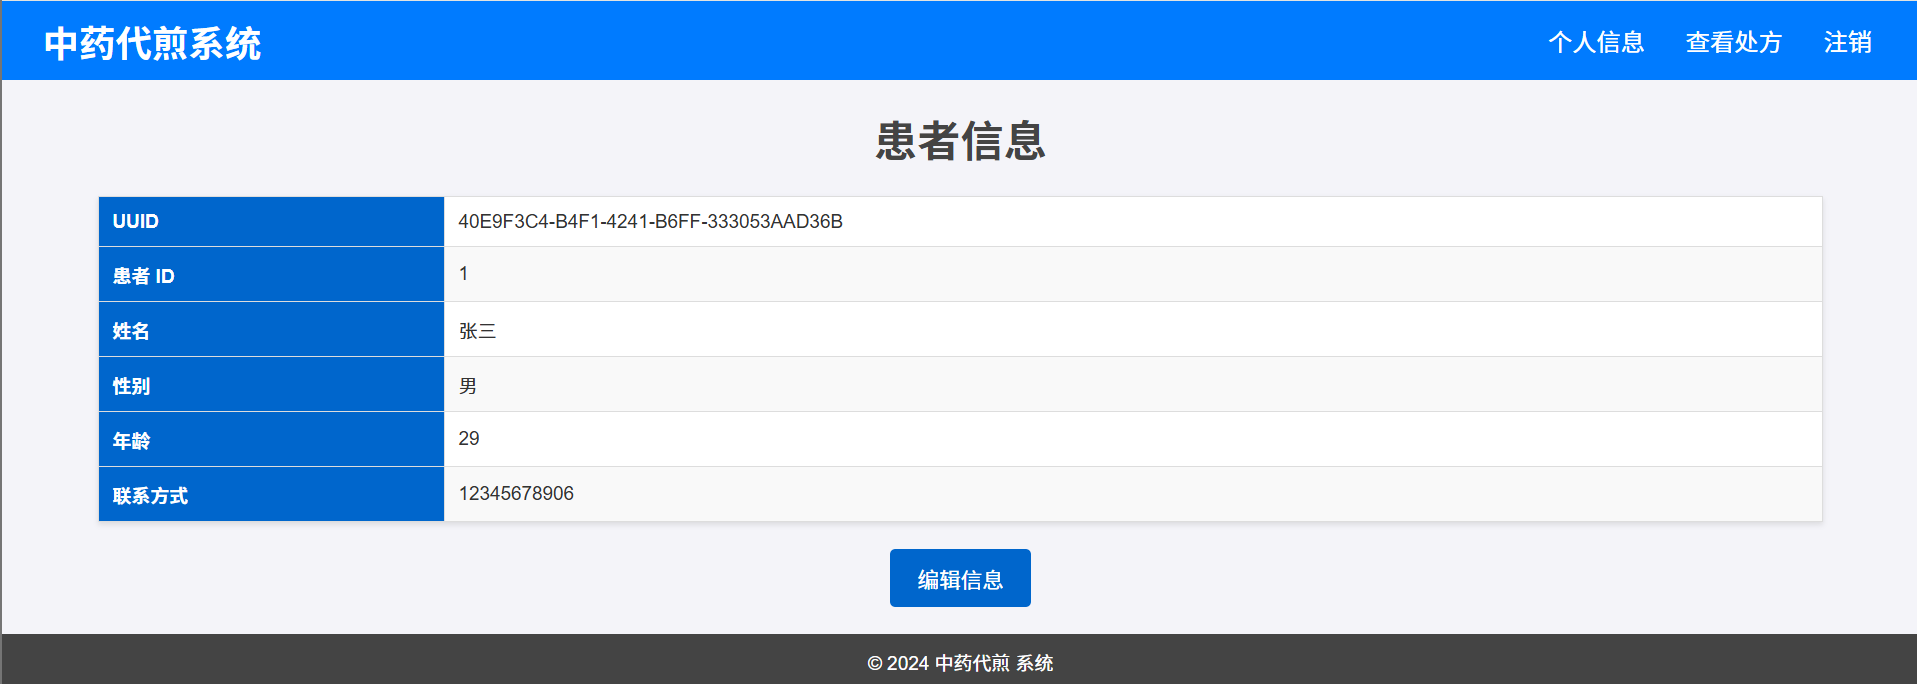 中药代煎系统
个人信息 查看处方 注销
患者信息
UUID 40E9F3C4-B4F1-4241-B6FF-333053AAD36B
患者 ID 1
姓名 张三
性别 男
年龄 29
联系方式 12345678906
编辑信息
© 2024 中药代煎 系统